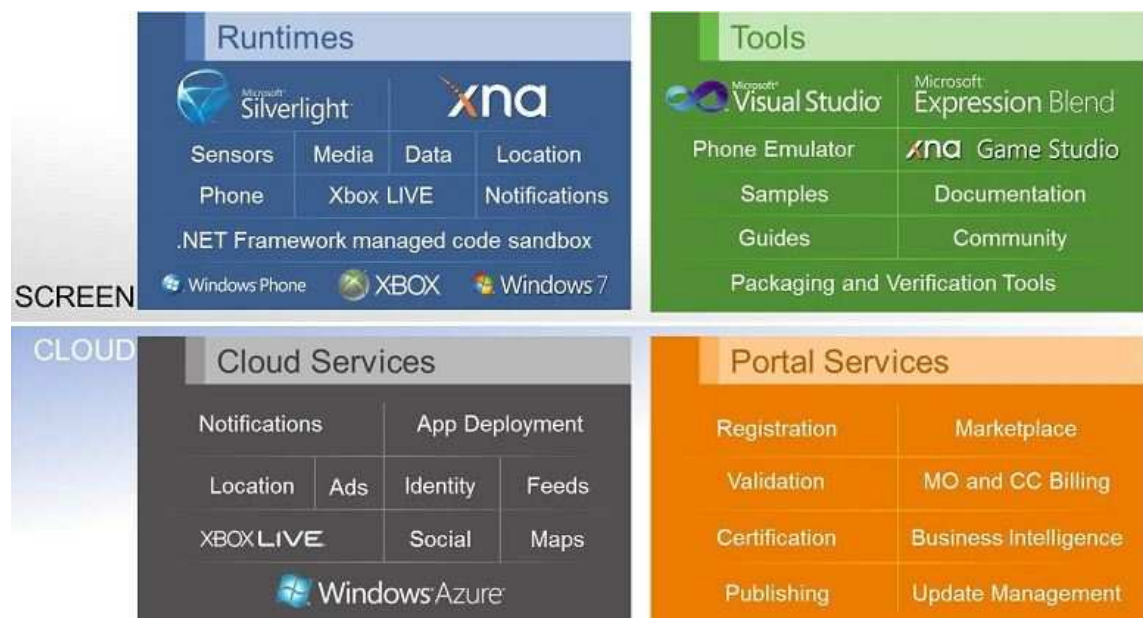 Runtimes
Microsoft Silverlight xna
Sensors Media Data Location
Phone Xbox LIVE Notifications
.NET Framework managed code sandbox
Windows Phone XBOX Windows 7
SCREEN
Tools
Microsoft Visual Studio Microsoft Expression Blend
Phone Emulator xna Game Studio
Samples Documentation
Guides Community
Packaging and Verification Tools
CLOUD
Cloud Services
Notifications App Deployment
Location Ads Identity Feeds
XBOX LIVE Social Maps
Windows Azure
Portal Services
Registration Marketplace
Validation MO and CC Billing
Certification Business Intelligence
Publishing Update Management